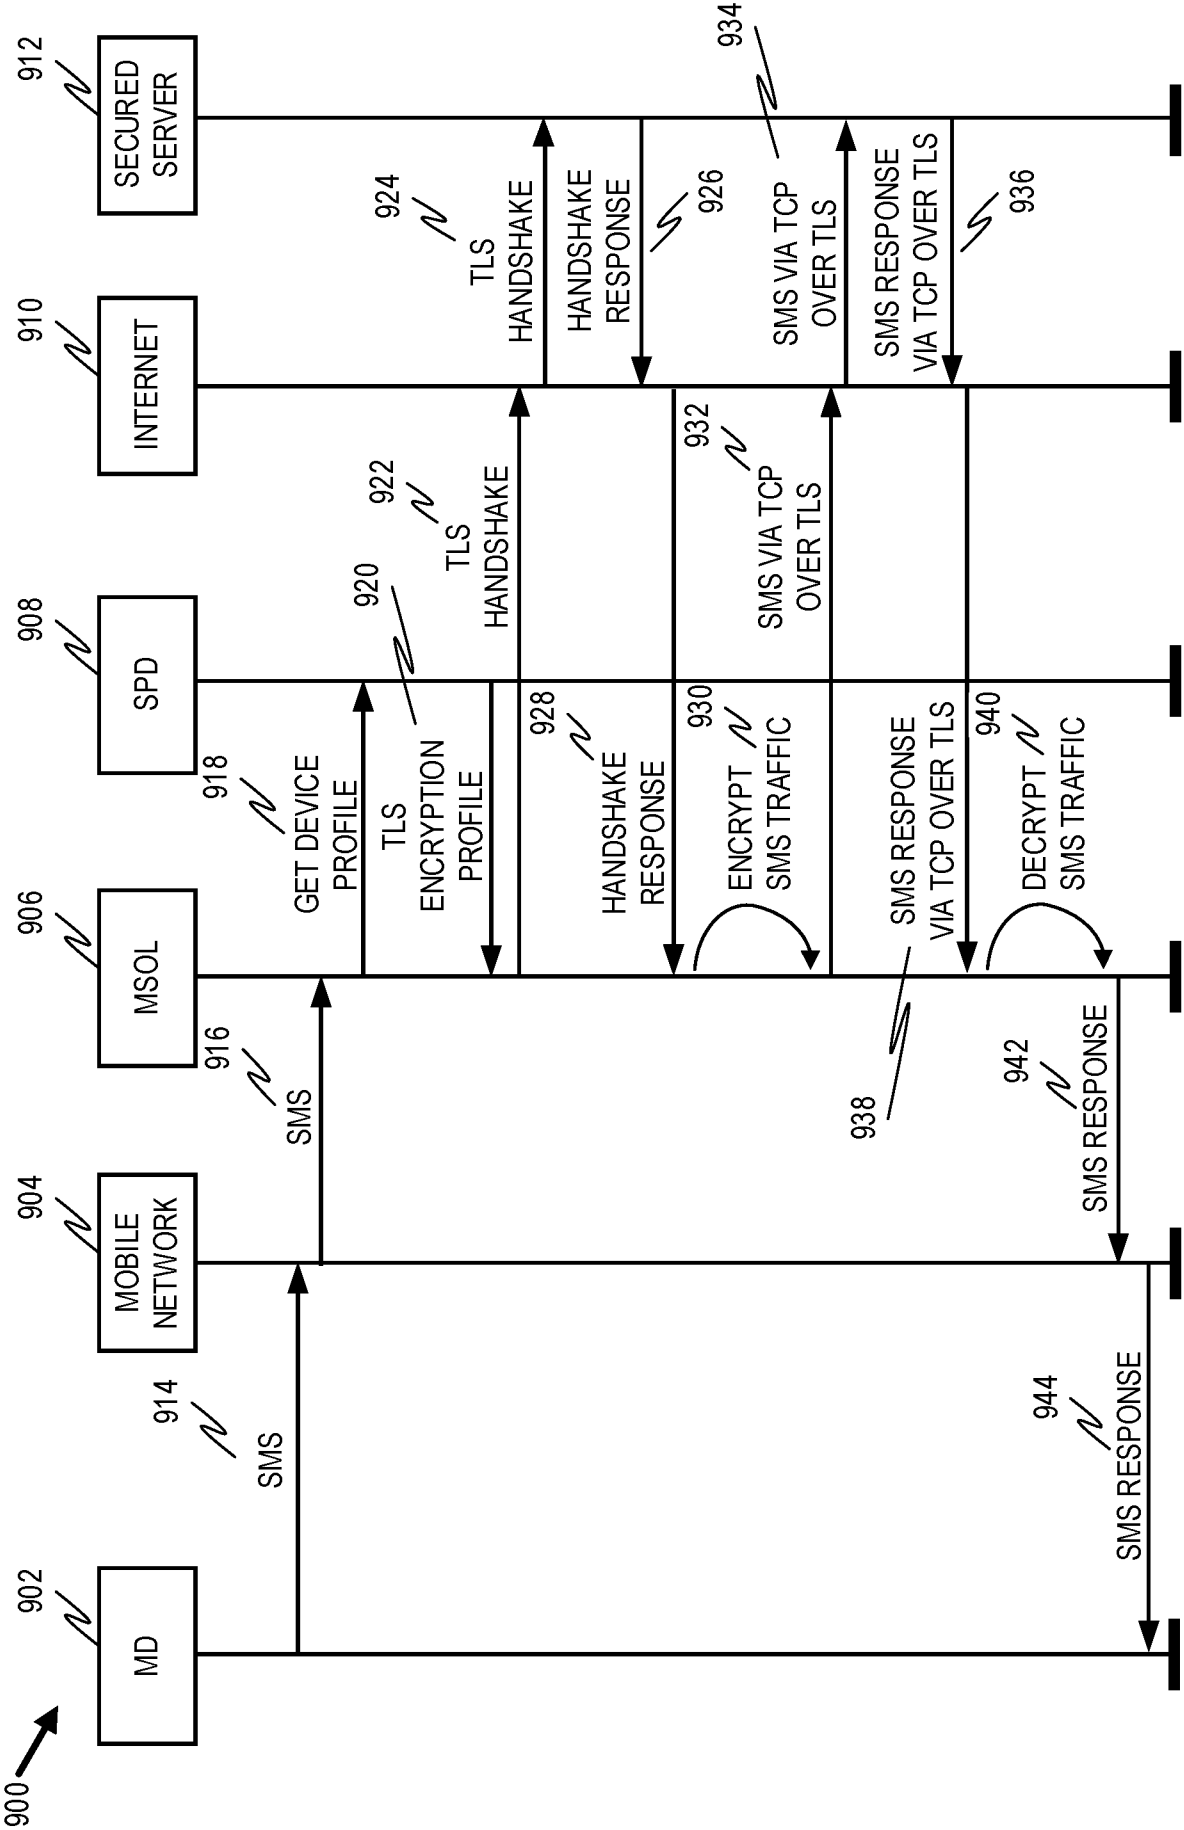 900
902
MD
904
MOBILE
NETWORK
906
MSOL
908
SPD
910
INTERNET
912
SECURED
SERVER
914
SMS
916
SMS
918
GET DEVICE
PROFILE
920
TLS
ENCRYPTION
PROFILE
922
TLS
HANDSHAKE
924
TLS
HANDSHAKE
HANDSHAKE
RESPONSE
926
928
HANDSHAKE
RESPONSE
930
ENCRYPT
SMS TRAFFIC
932
SMS VIA TCP
OVER TLS
934
SMS VIA TCP
OVER TLS
SMS RESPONSE
VIA TCP OVER TLS
936
SMS RESPONSE
VIA TCP OVER TLS
938
940
DECRYPT
SMS TRAFFIC
942
SMS RESPONSE
944
SMS RESPONSE